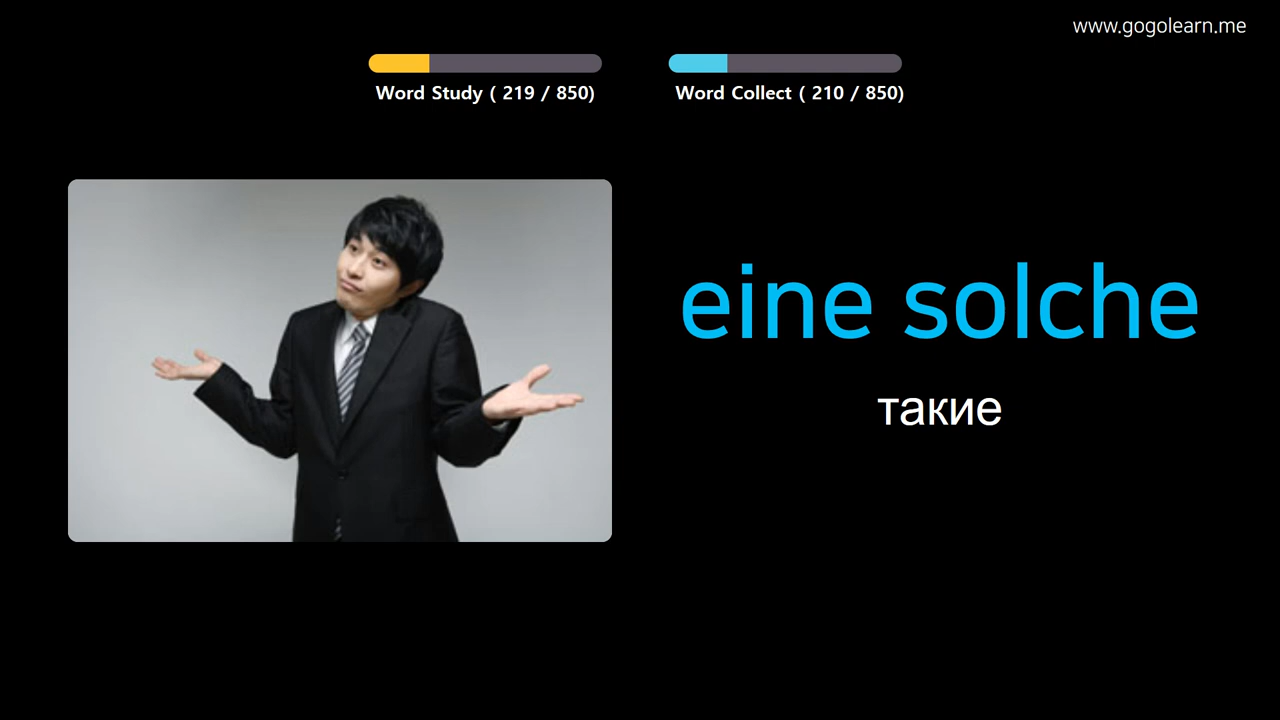 www.gogolearn.me
Word Study ( 219 / 850)
Word Collect ( 210 / 850)
eine solche
такие